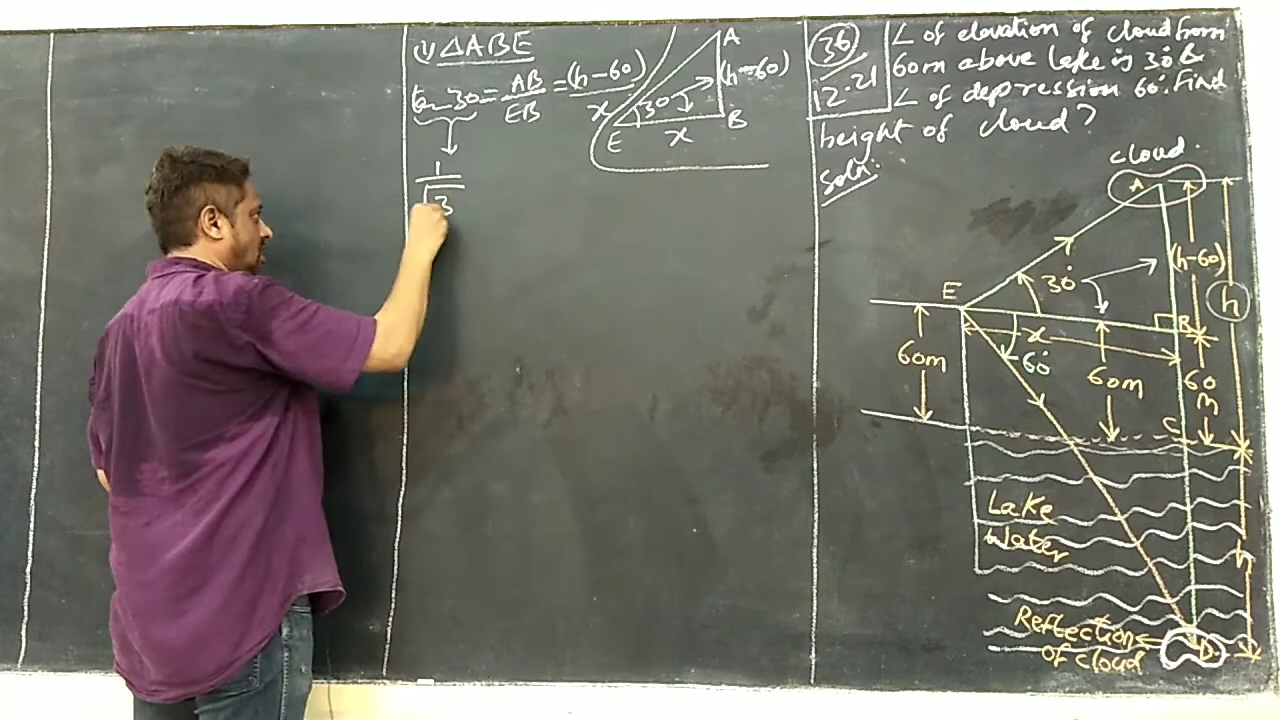 (i) △ABE
tan 30 = AB/EB = (h-60)/x
1/√3
A
(h-60)
30
E
x
B
(36)
12.21
∠ of elevation of cloud from
60m above lake is 30° &
∠ of depression 60°. Find
height of cloud?
Soln:
cloud.
A
(h-60)
h
E
30°
B
x
60m
60°
60m
60
m
C
Lake
Water
h
Reflection
of cloud
D